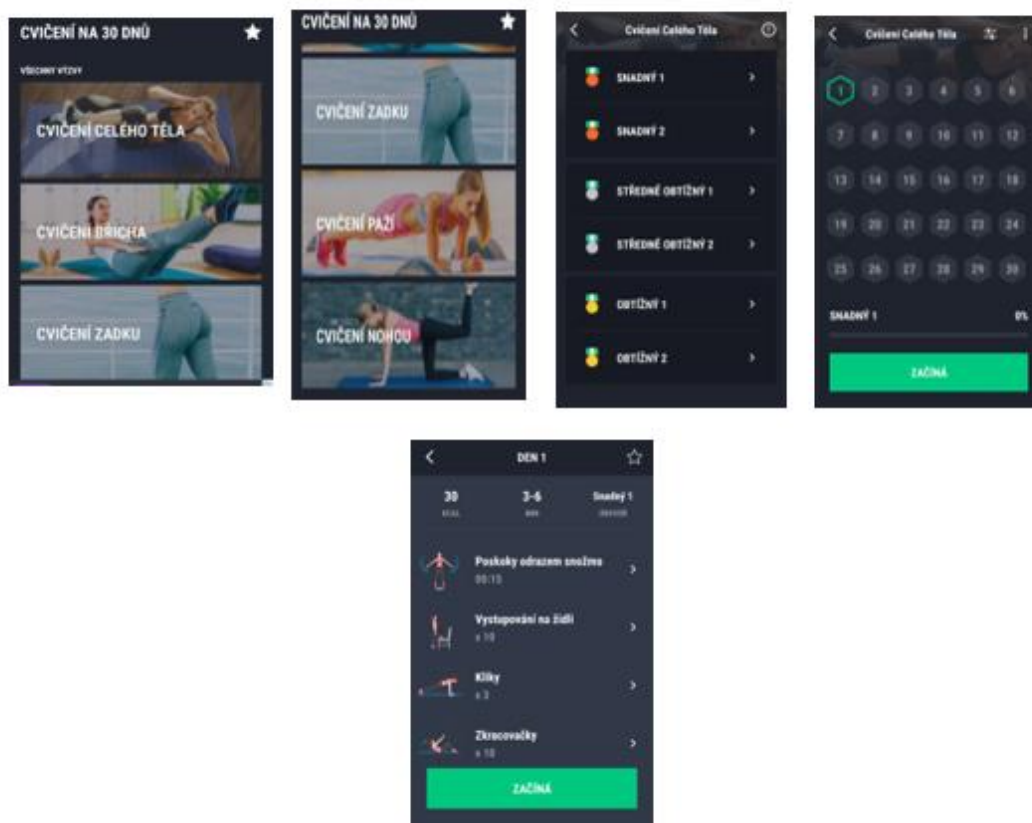 CVIČENÍ NA 30 DNŮ
VŠECHNY VÝZVY
CVIČENÍ CELÉHO TĚLA
CVIČENÍ BŘICHA
CVIČENÍ ZADKU
CVIČENÍ NA 30 DNŮ
CVIČENÍ ZADKU
CVIČENÍ PAŽÍ
CVIČENÍ NOHOU
Cvičení Celého Těla
SNADNÝ 1
SNADNÝ 2
STŘEDNĚ OBTÍŽNÝ 1
STŘEDNĚ OBTÍŽNÝ 2
OBTÍŽNÝ 1
OBTÍŽNÝ 2
Cvičení Celého Těla
1 2 3 4 5 6
7 8 9 10 11 12
13 14 15 16 17 18
19 20 21 22 23 24
25 26 27 28 29 30
SNADNÝ 1 0%
ZAČÍNÁ
DEN 1
30 3-6 Snadný 1
KCAL MIN
Poskoky odrazem snožmo
00:15
Vystupování na židli
x 10
Kliky
x 3
Zkracovačky
x 10
ZAČÍNÁ